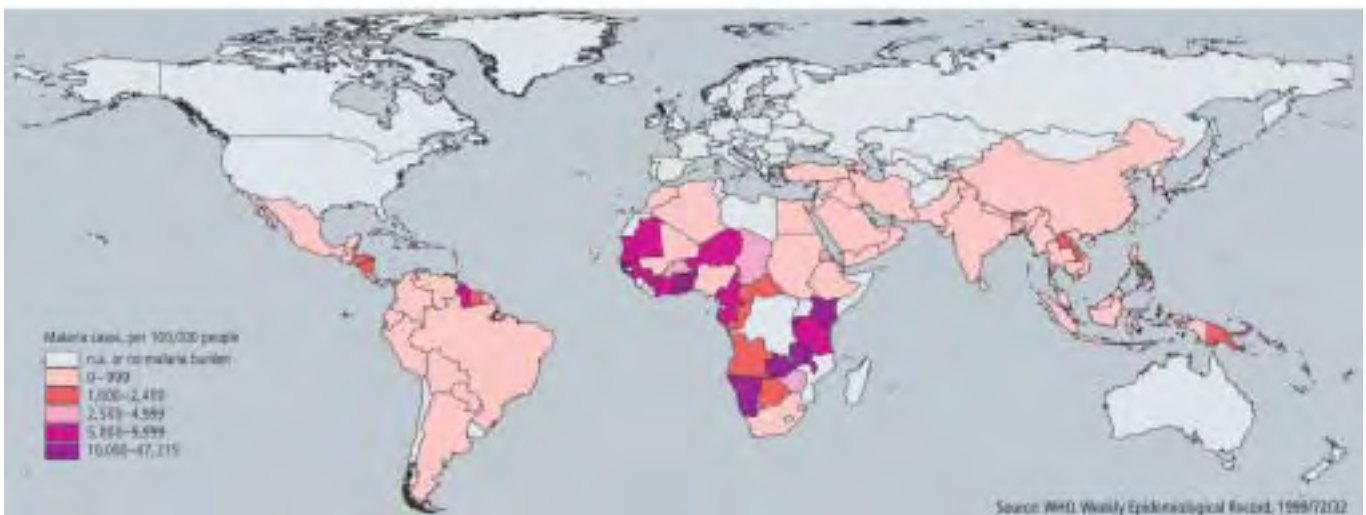 Malaria cases, per 100,000 people
n.a. or no malaria burden
0–999
1,000–2,499
2,500–4,999
5,000–9,999
10,000–47,215
Source: WHO, Weekly Epidemiological Record, 1999/72/32